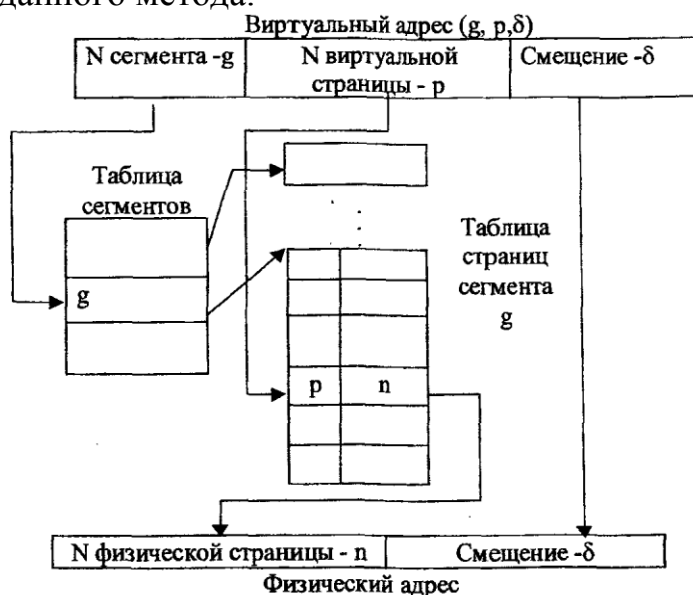 данного метода.
Виртуальный адрес (g, p,δ)
N сегмента -g
N виртуальной
страницы - p
Смещение -δ
Таблица
сегментов
g
Таблица
страниц
сегмента
g
p
n
N физической страницы - n
Смещение -δ
Физический адрес